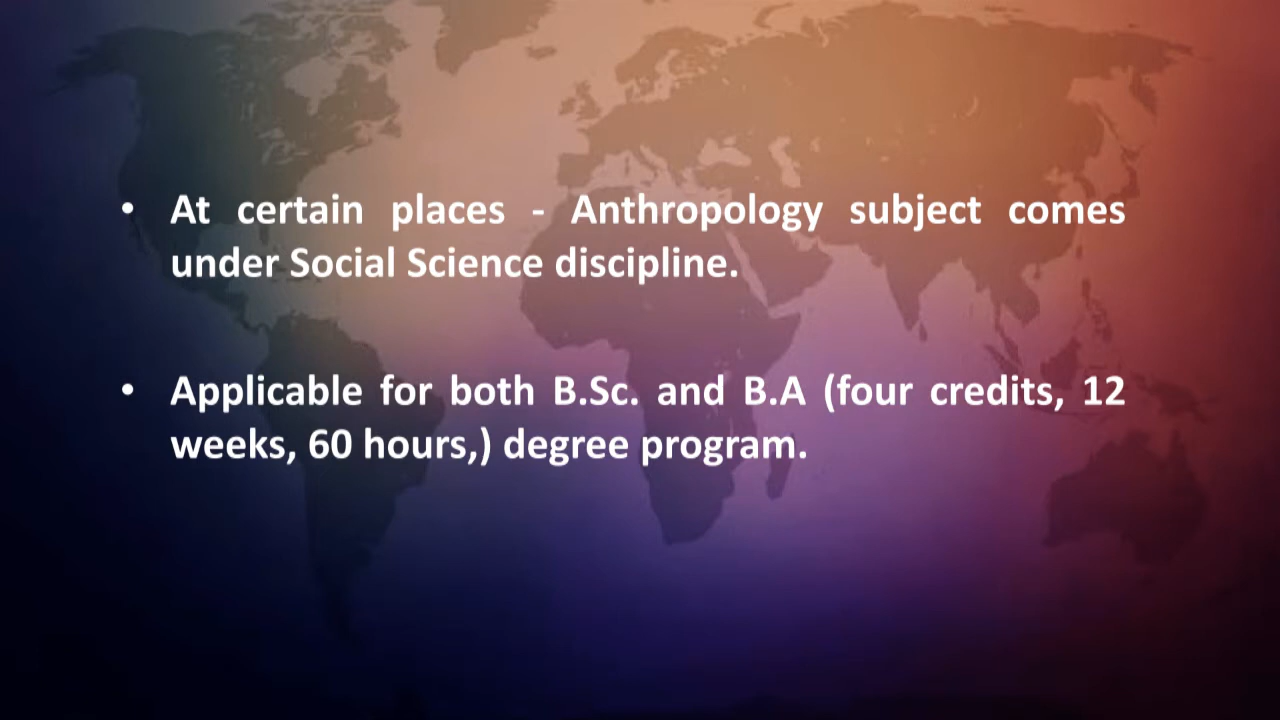 • At certain places - Anthropology subject comes
under Social Science discipline.
• Applicable for both B.Sc. and B.A (four credits, 12
weeks, 60 hours,) degree program.